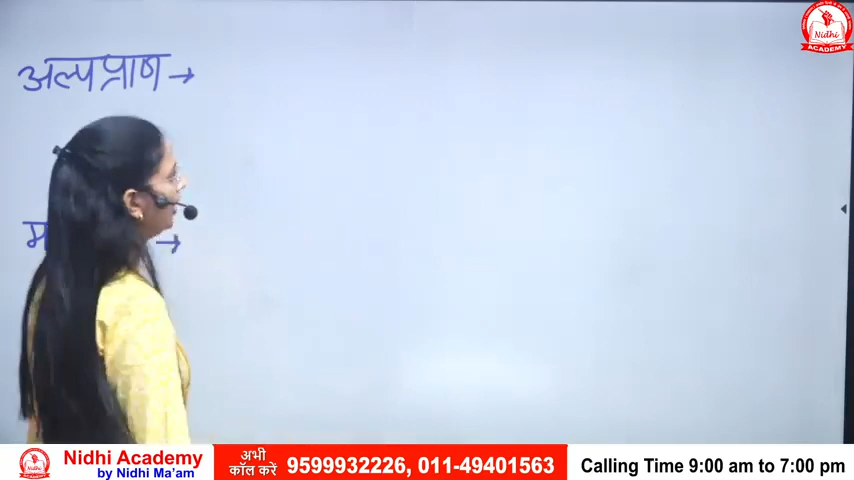 अल्पप्राण →
म →
Nidhi
ACADEMY
Nidhi Academy
by Nidhi Ma'am
अभी
कॉल करें
9599932226, 011-49401563
Calling Time 9:00 am to 7:00 pm